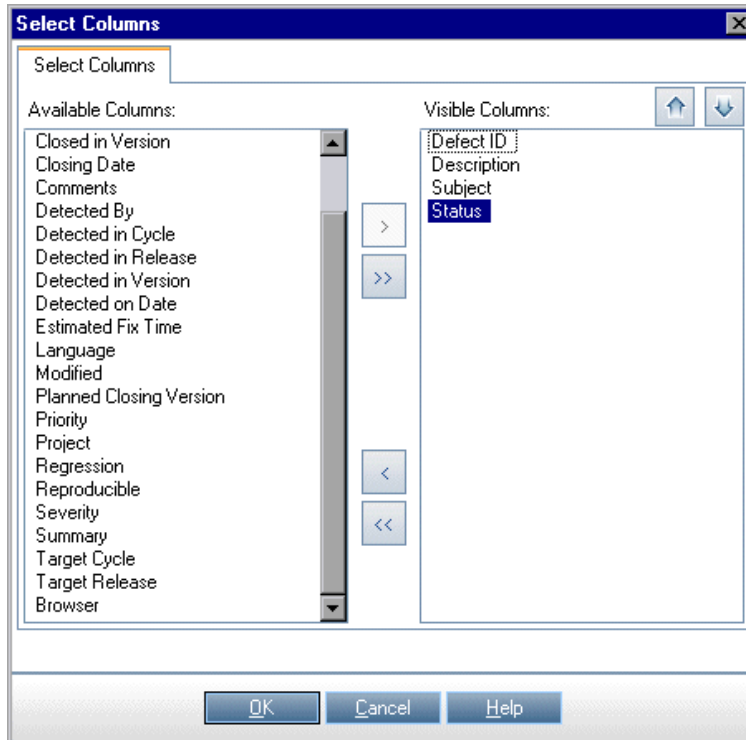 Select Columns
Select Columns
Available Columns:
Closed in Version
Closing Date
Comments
Detected By
Detected in Cycle
Detected in Release
Detected in Version
Detected on Date
Estimated Fix Time
Language
Modified
Planned Closing Version
Priority
Project
Regression
Reproducible
Severity
Summary
Target Cycle
Target Release
Browser
>
>>
<
<<
Visible Columns:
Defect ID
Description
Subject
Status
OK
Cancel
Help